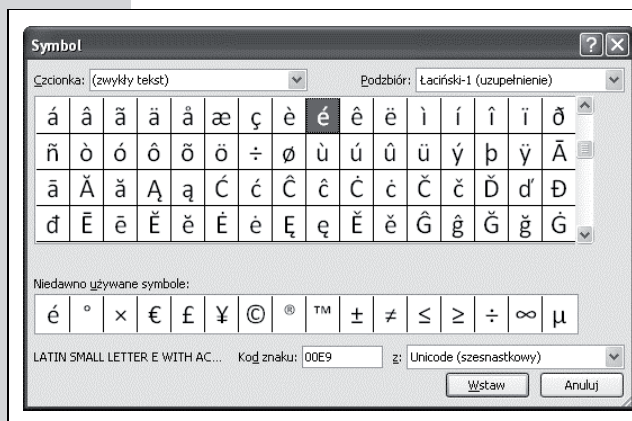 Symbol
Czcionka: (zwykły tekst) Podzbiór: Łaciński-1 (uzupełnienie)
á â ã ä å æ ç è é ê ë ì í î ï ð
ñ ò ó ô õ ö ÷ ø ù ú û ü ý þ ÿ Ā
ā Ă ă Ą ą Ć ć Ĉ ĉ Ċ ċ Č č Ď ď Đ
đ Ē ē Ĕ ĕ Ė ė Ę ę Ě ě Ĝ ĝ Ğ ğ Ġ
Niedawno używane symbole:
é ° × € £ ¥ © ® ™ ± ≠ ≤ ≥ ÷ ∞ µ
LATIN SMALL LETTER E WITH AC... Kod znaku: 00E9 z: Unicode (szesnastkowy)
Wstaw Anuluj